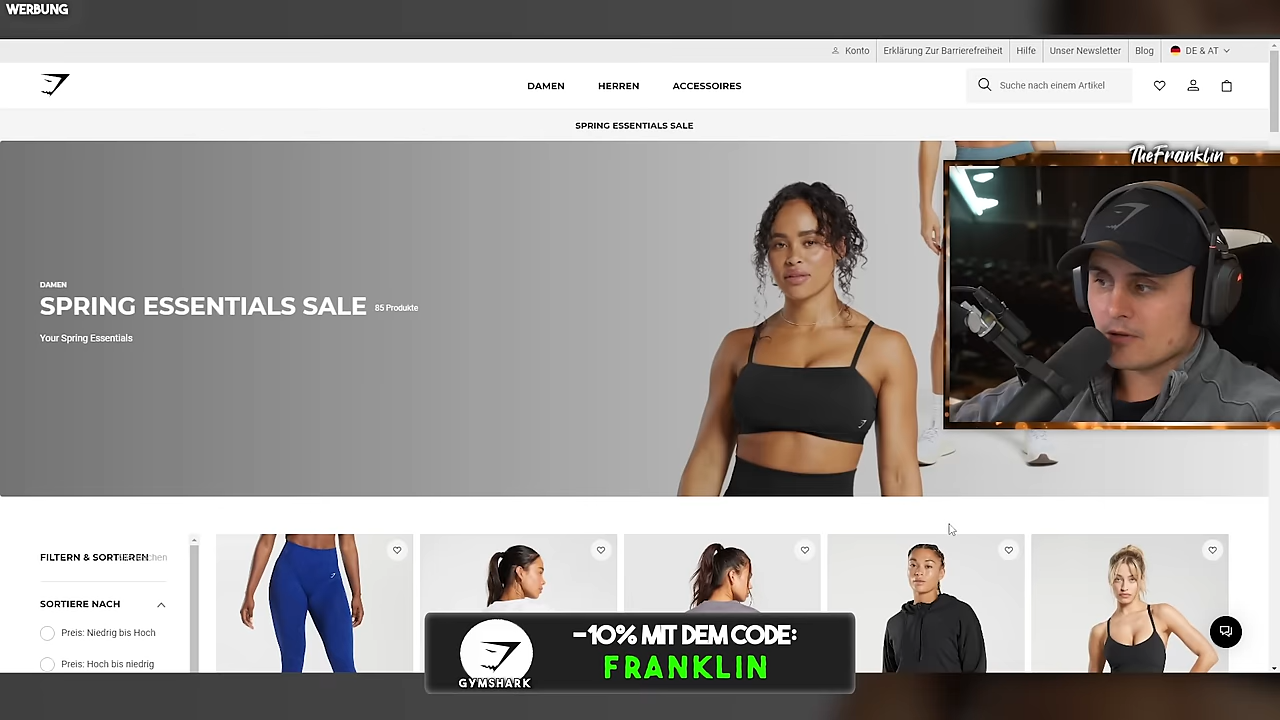 WERBUNG
Konto
Erklärung Zur Barrierefreiheit
Hilfe
Unser Newsletter
Blog
DE & AT
DAMEN
HERREN
ACCESSOIRES
Suche nach einem Artikel
SPRING ESSENTIALS SALE
TheFranklin
DAMEN
SPRING ESSENTIALS SALE
85 Produkte
Your Spring Essentials
FILTERN & SORTIEREN
SORTIERE NACH
Preis: Niedrig bis Hoch
Preis: Hoch bis niedrig
-10% MIT DEM CODE:
FRANKLIN
GYMSHARK